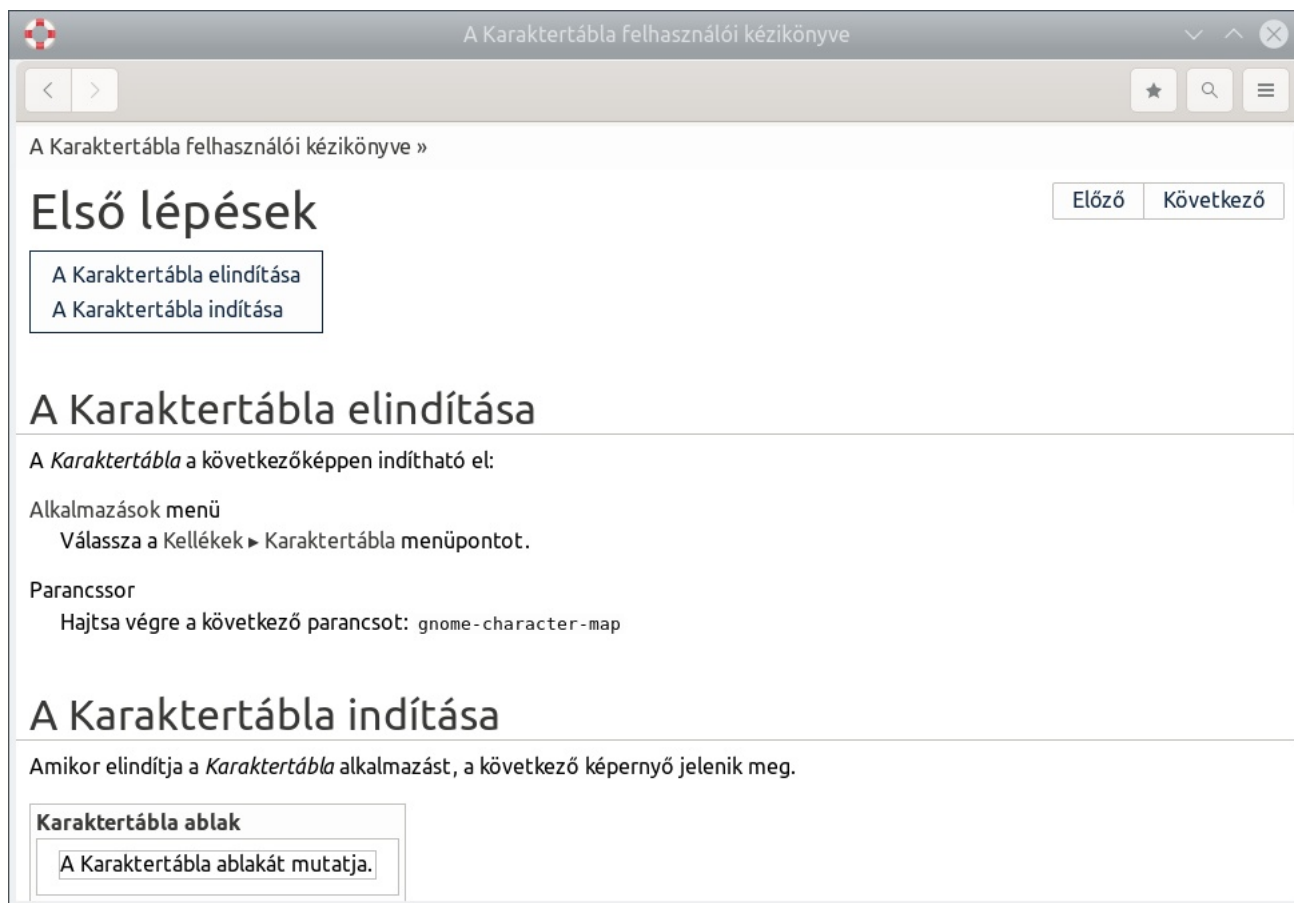 A Karaktertábla felhasználói kézikönyve
A Karaktertábla felhasználói kézikönyve »
Első lépések
Előző
Következő
A Karaktertábla elindítása
A Karaktertábla indítása
A Karaktertábla elindítása
A Karaktertábla a következőképpen indítható el:
Alkalmazások menü
Válassza a Kellékek ▸ Karaktertábla menüpontot.
Parancssor
Hajtsa végre a következő parancsot: gnome-character-map
A Karaktertábla indítása
Amikor elindítja a Karaktertábla alkalmazást, a következő képernyő jelenik meg.
Karaktertábla ablak
A Karaktertábla ablakát mutatja.